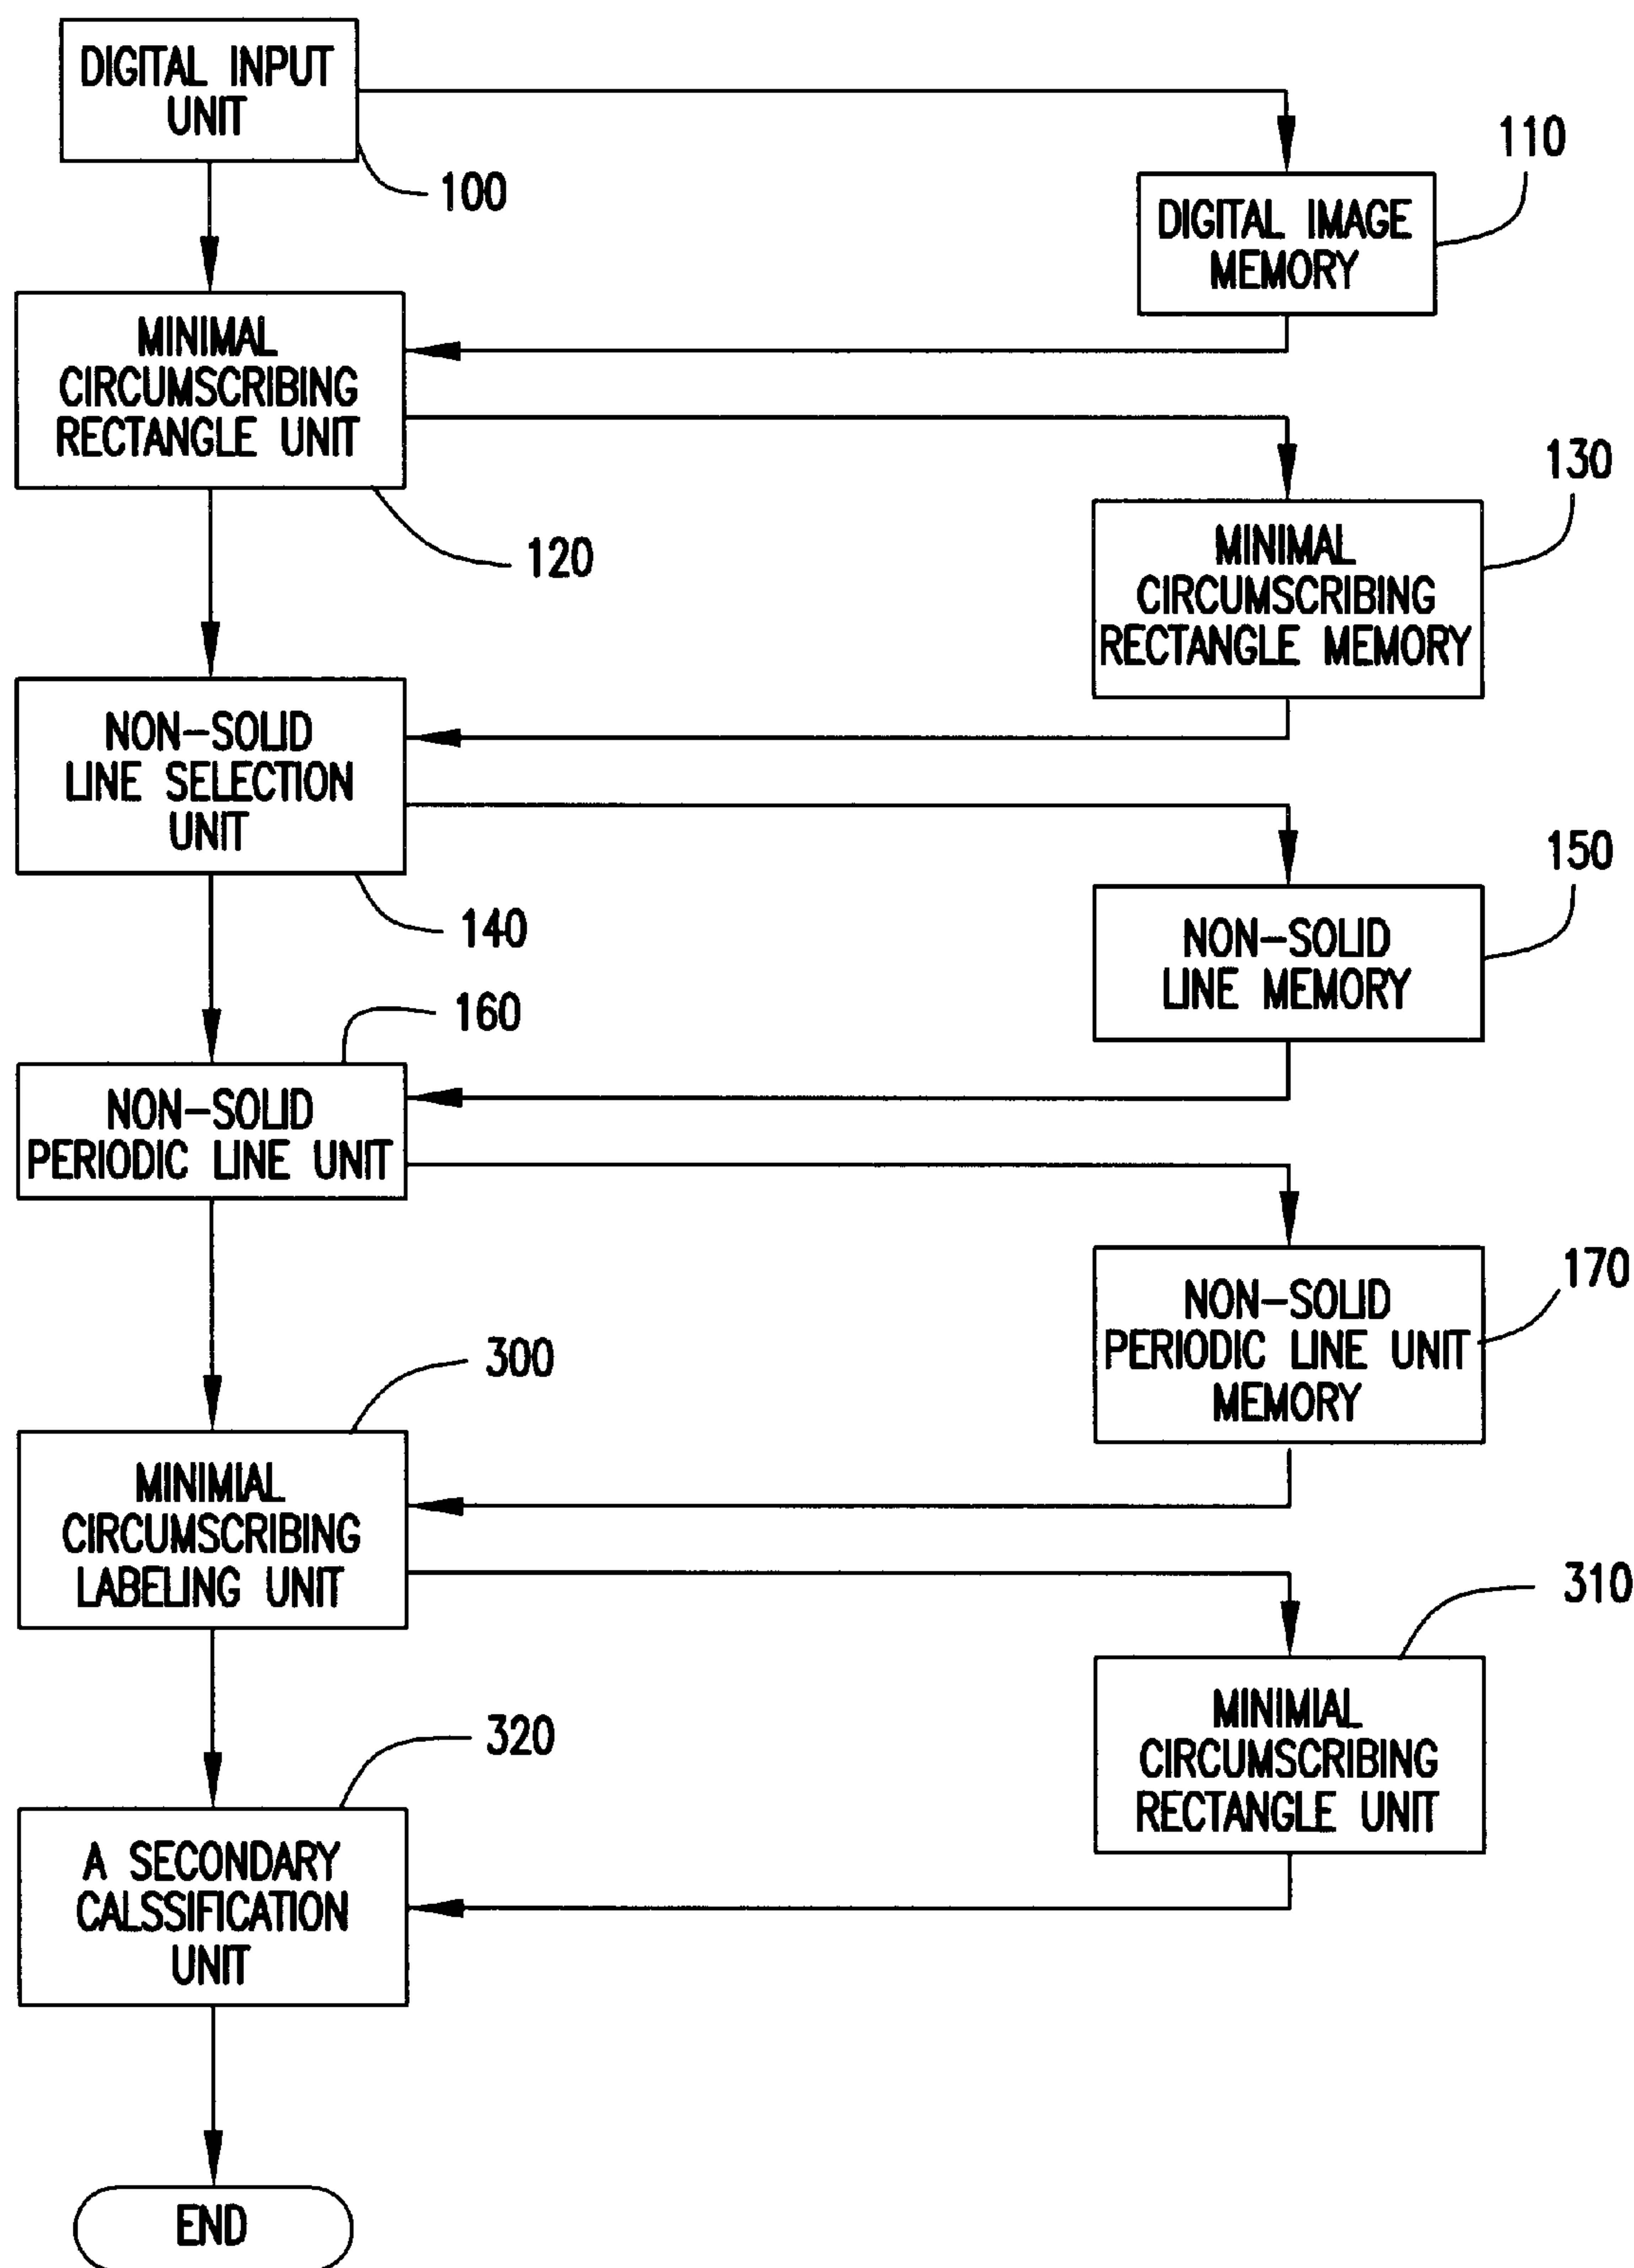 DIGITAL INPUT
UNIT
100
110
DIGITAL IMAGE
MEMORY
MINIMAL
CIRCUMSCRIBING
RECTANGLE UNIT
120
130
MINIMAL
CIRCUMSCRIBING
RECTANGLE MEMORY
NON-SOLID
LINE SELECTION
UNIT
140
150
NON-SOLID
LINE MEMORY
160
NON-SOLID
PERIODIC LINE UNIT
170
NON-SOLID
PERIODIC LINE UNIT
MEMORY
300
MINIMIAL
CIRCUMSCRIBING
LABELING UNIT
310
MINIMIAL
CIRCUMSCRIBING
RECTANGLE UNIT
320
A SECONDARY
CALSSIFICATION
UNIT
END